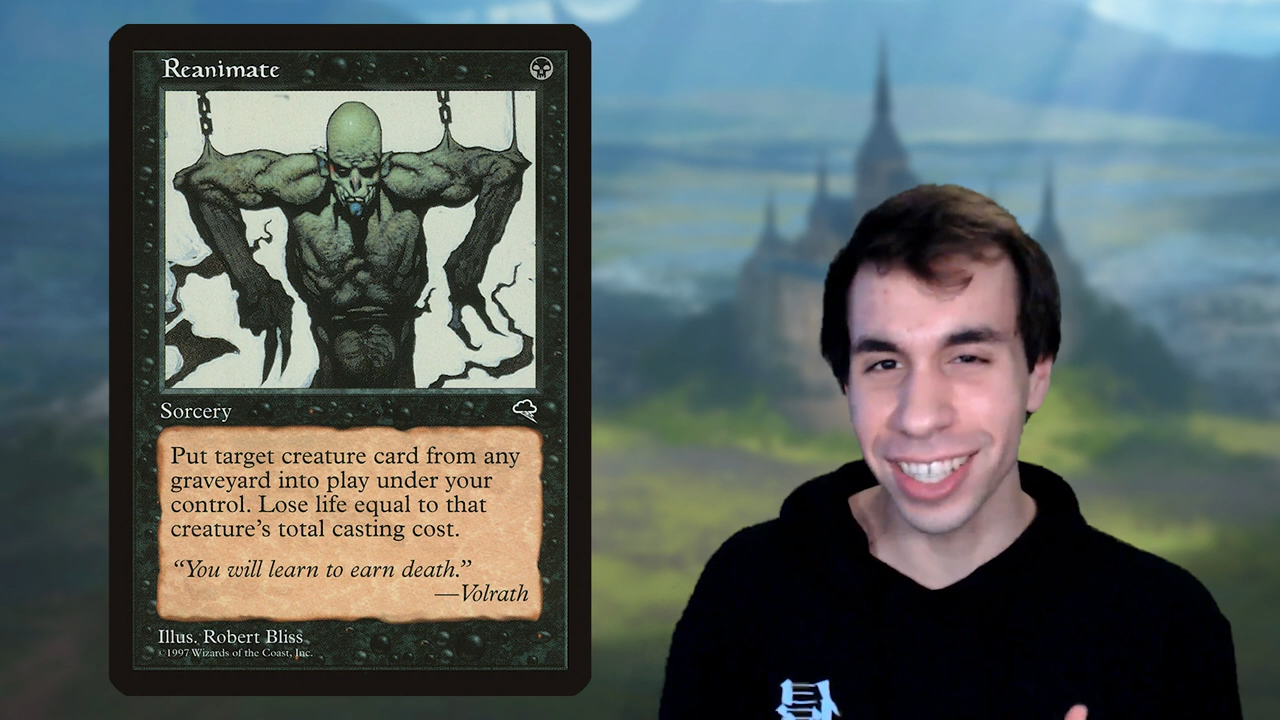 Reanimate
Sorcery
Put target creature card from any
graveyard into play under your
control. Lose life equal to that
creature’s total casting cost.
“You will learn to earn death.”
—Volrath
Illus. Robert Bliss
©1997 Wizards of the Coast, Inc.